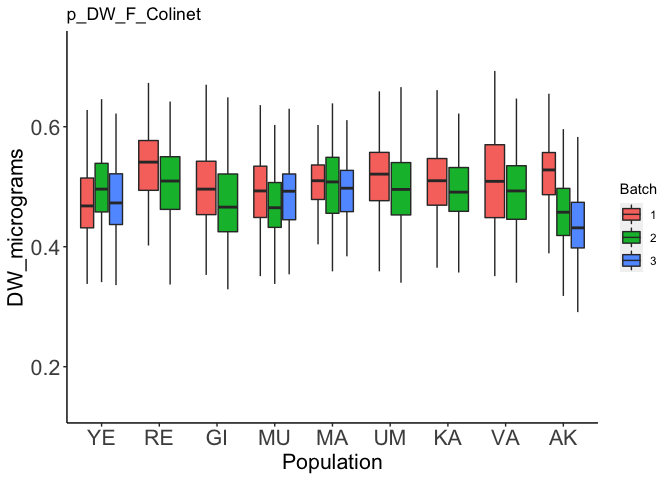 p_DW_F_Colinet
DW_micrograms
0.6
0.4
0.2
YE RE GI MU MA UM KA VA AK
Population
Batch
1
2
3